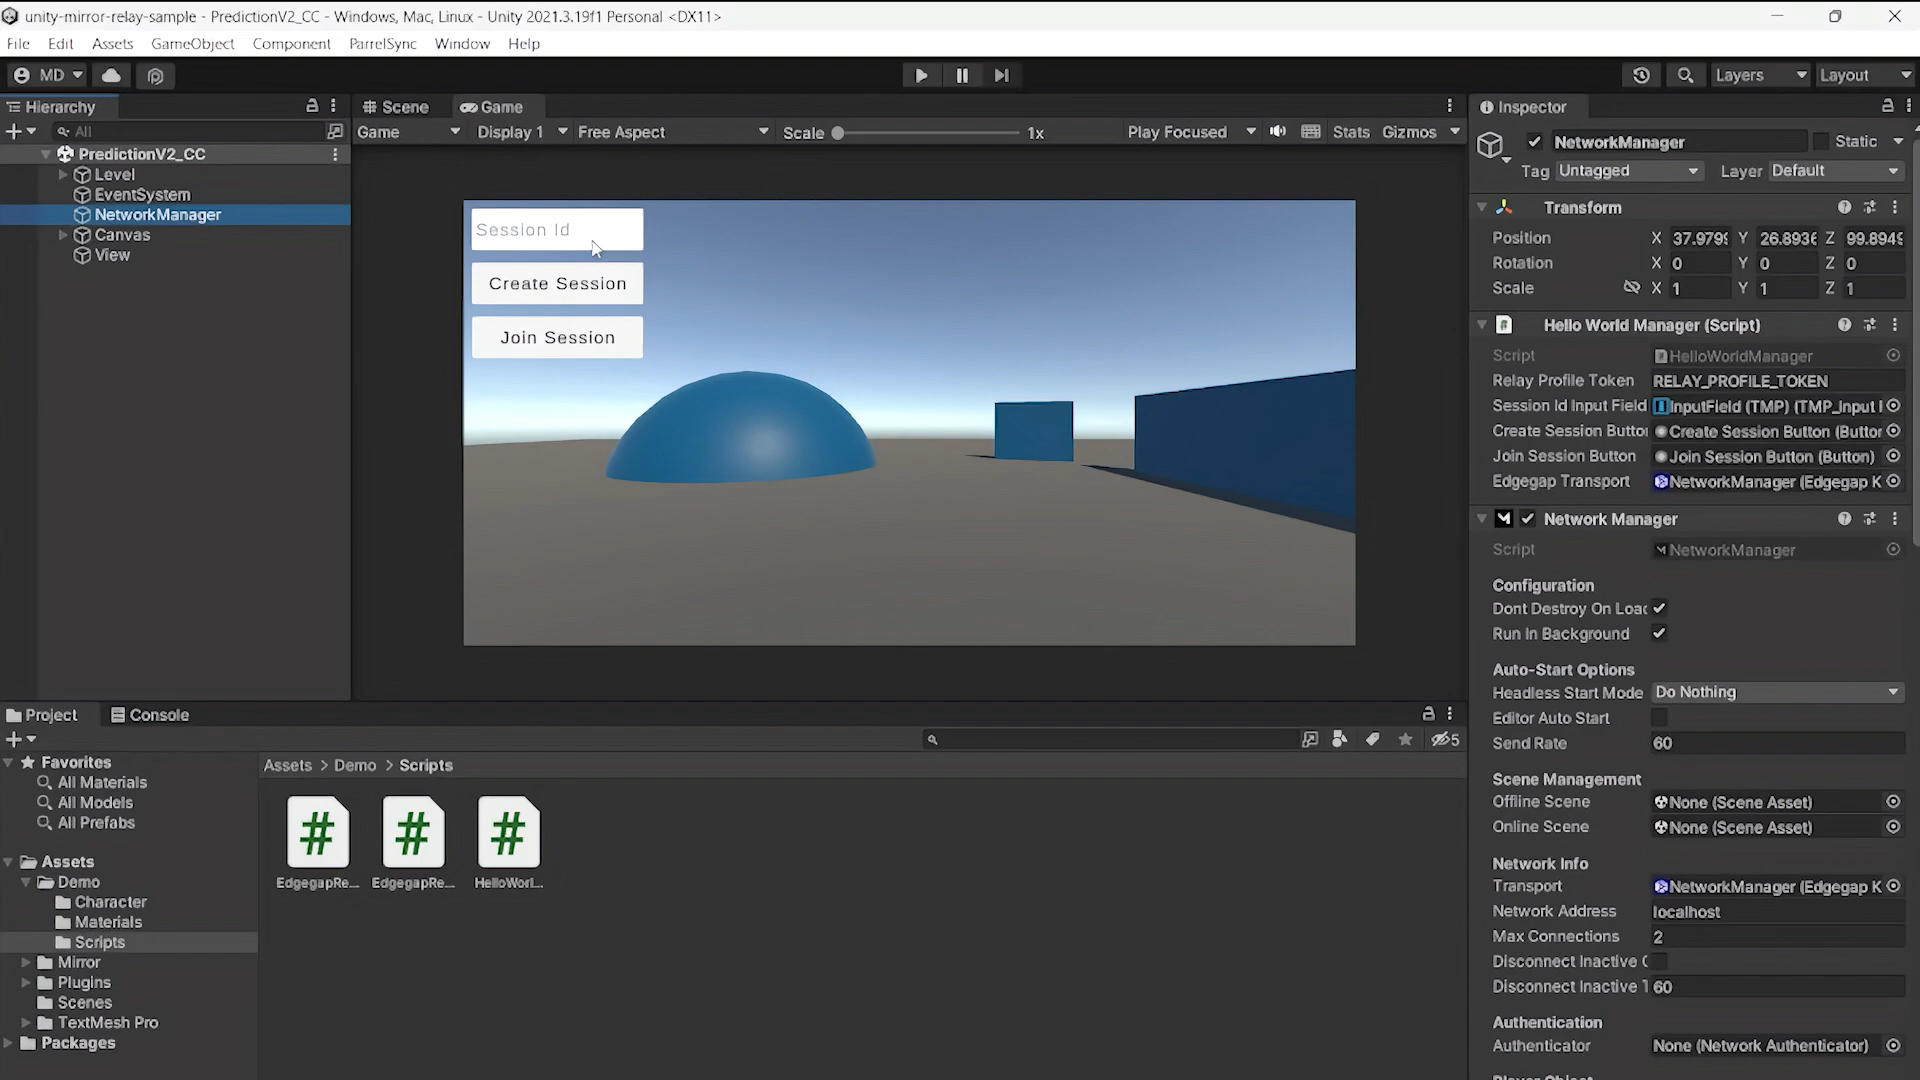 unity-mirror-relay-sample - PredictionV2_CC - Windows, Mac, Linux - Unity 2021.3.19f1 Personal <DX11>
File Edit Assets GameObject Component ParrelSync Window Help
MD Layers Layout
Hierarchy
All
PredictionV2_CC
Level
EventSystem
NetworkManager
Canvas
View
Scene Game
Game Display 1 Free Aspect Scale 1x Play Focused Stats Gizmos
Session Id
Create Session
Join Session
Inspector
NetworkManager Static
Tag Untagged Layer Default
Transform
Position X 37.979 Y 26.893 Z 99.894
Rotation X 0 Y 0 Z 0
Scale X 1 Y 1 Z 1
Hello World Manager (Script)
Script HelloWorldManager
Relay Profile Token RELAY_PROFILE_TOKEN
Session Id Input Field InputField (TMP) (TMP_Input
Create Session Button Create Session Button (Button
Join Session Button Join Session Button (Button)
Edgegap Transport NetworkManager (Edgegap K
Network Manager
Script NetworkManager
Configuration
Dont Destroy On Load
Run In Background
Auto-Start Options
Headless Start Mode Do Nothing
Editor Auto Start
Send Rate 60
Scene Management
Offline Scene None (Scene Asset)
Online Scene None (Scene Asset)
Network Info
Transport NetworkManager (Edgegap K
Network Address localhost
Max Connections 2
Disconnect Inactive
Disconnect Inactive 60
Authentication
Authenticator None (Network Authenticator)
Player Object
Project Console
5
Favorites
All Materials
All Models
All Prefabs
Assets
Demo
Character
Materials
Scripts
Mirror
Plugins
Scenes
TextMesh Pro
Packages
Assets > Demo > Scripts
EdgegapRe... EdgegapRe... HelloWorl...